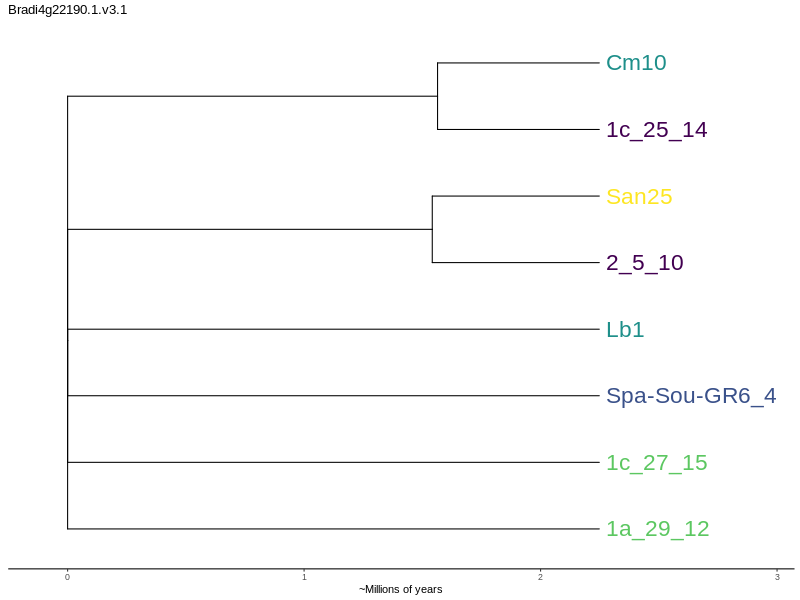 Bradi4g22190.1.v3.1
Cm10
1c_25_14
San25
2_5_10
Lb1
Spa-Sou-GR6_4
1c_27_15
1a_29_12
0 1 2 3
~Millions of years